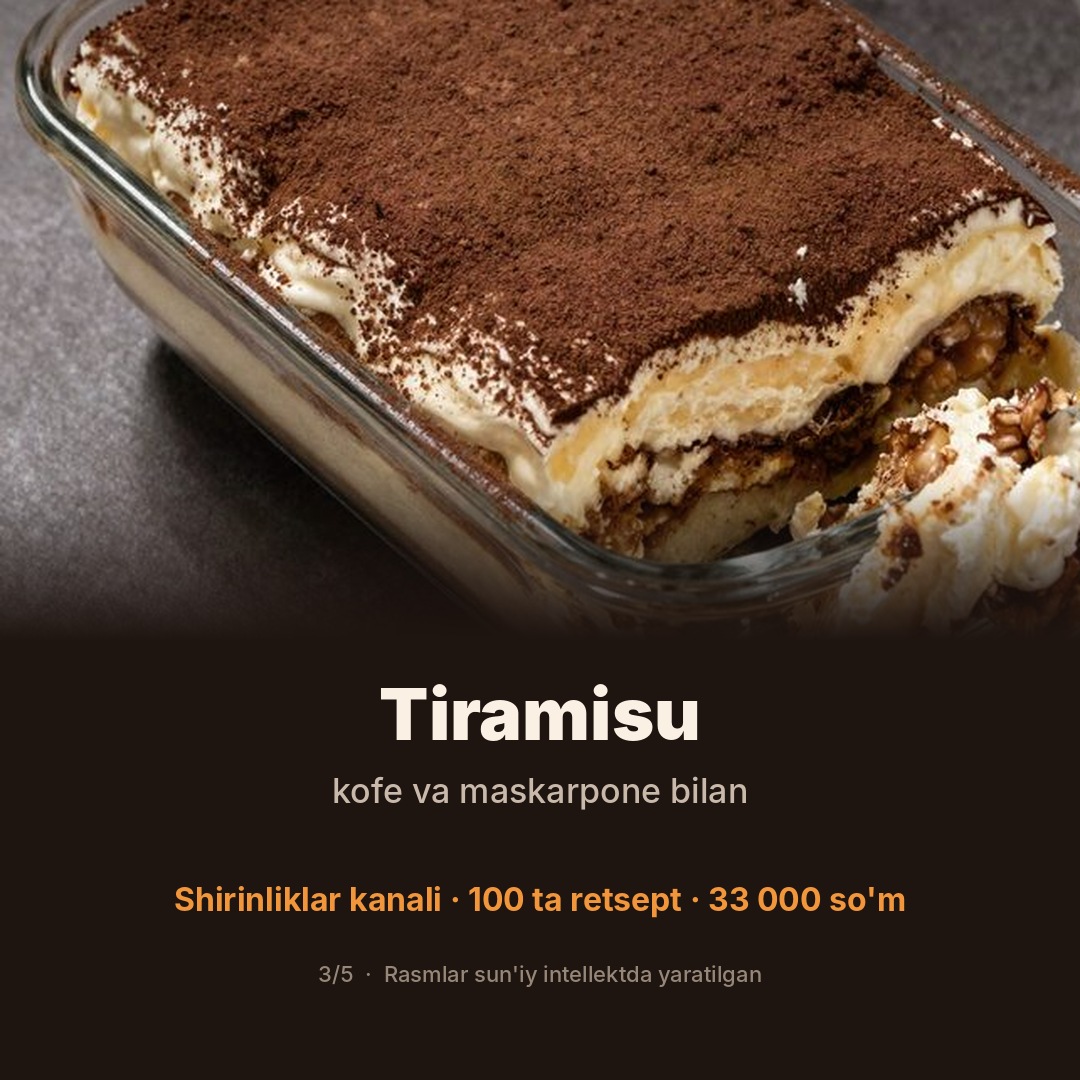 Tiramisu
kofe va maskarpone bilan
Shirinliklar kanali · 100 ta retsept · 33 000 so'm
3/5 · Rasmlar sun'iy intellektda yaratilgan